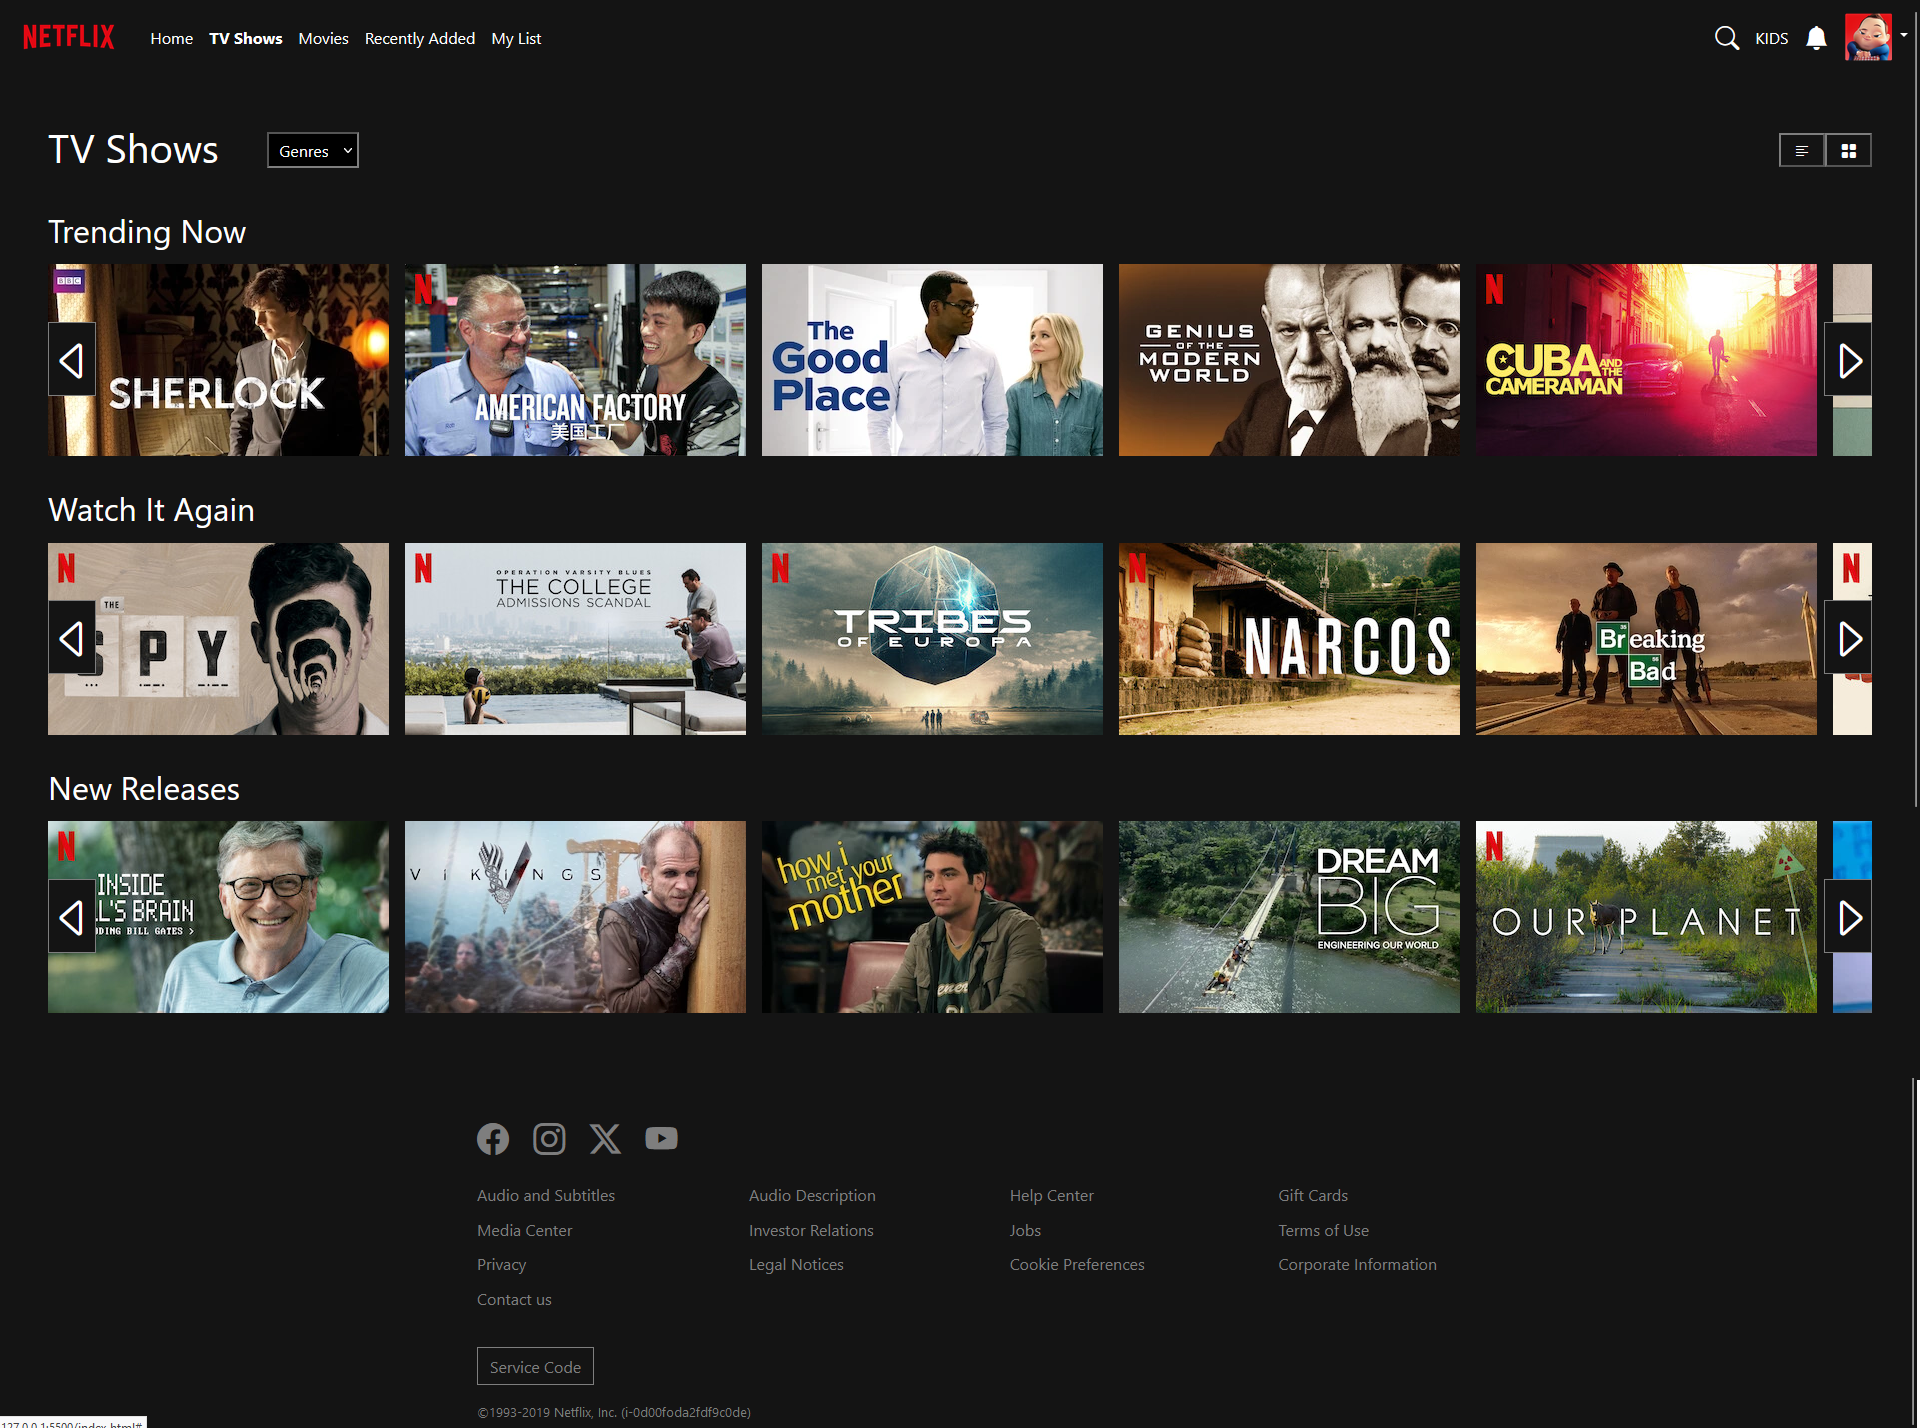 NETFLIX
Home
TV Shows
Movies
Recently Added
My List
KIDS
TV Shows
Genres
Trending Now
BBC
SHERLOCK
N
AMERICAN FACTORY
美国工厂
The
Good
Place
GENIUS
OF THE
MODERN
WORLD
N
CUBA AND THE
CAMERAMAN
Watch It Again
N
THE
SPY
N
OPERATION VARSITY BLUES
THE COLLEGE
ADMISSIONS SCANDAL
N
TRIBES
OF EUROPA
N
NARCOS
Breaking
Bad
N
New Releases
N
INSIDE
L'S BRAIN
DING BILL GATES >
VIKINGS
how i
met your
mother
DREAM
BIG
ENGINEERING OUR WORLD
N
OUR PLANET
Audio and Subtitles
Audio Description
Help Center
Gift Cards
Media Center
Investor Relations
Jobs
Terms of Use
Privacy
Legal Notices
Cookie Preferences
Corporate Information
Contact us
Service Code
©1993-2019 Netflix, Inc. (i-0d00foda2fdf9c0de)
127.0.0.1:5500/index.html#